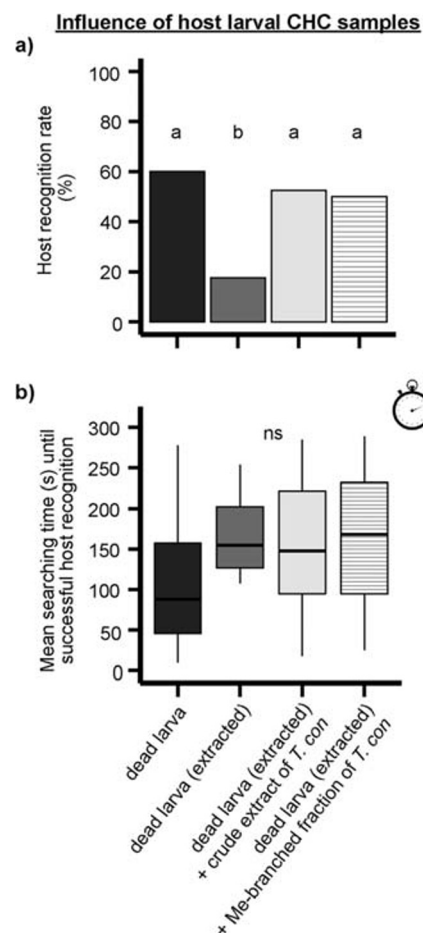 Influence of host larval CHC samples
a)
Host recognition rate
(%)
100
80
60
40
20
0
a
b
a
a
b)
Mean searching time (s) until
successful host recognition
300
250
200
150
100
50
0
ns
dead larva
dead larva (extracted)
dead larva (extracted)
+ crude extract of T. con
dead larva (extracted)
+ Me-branched fraction of T. con